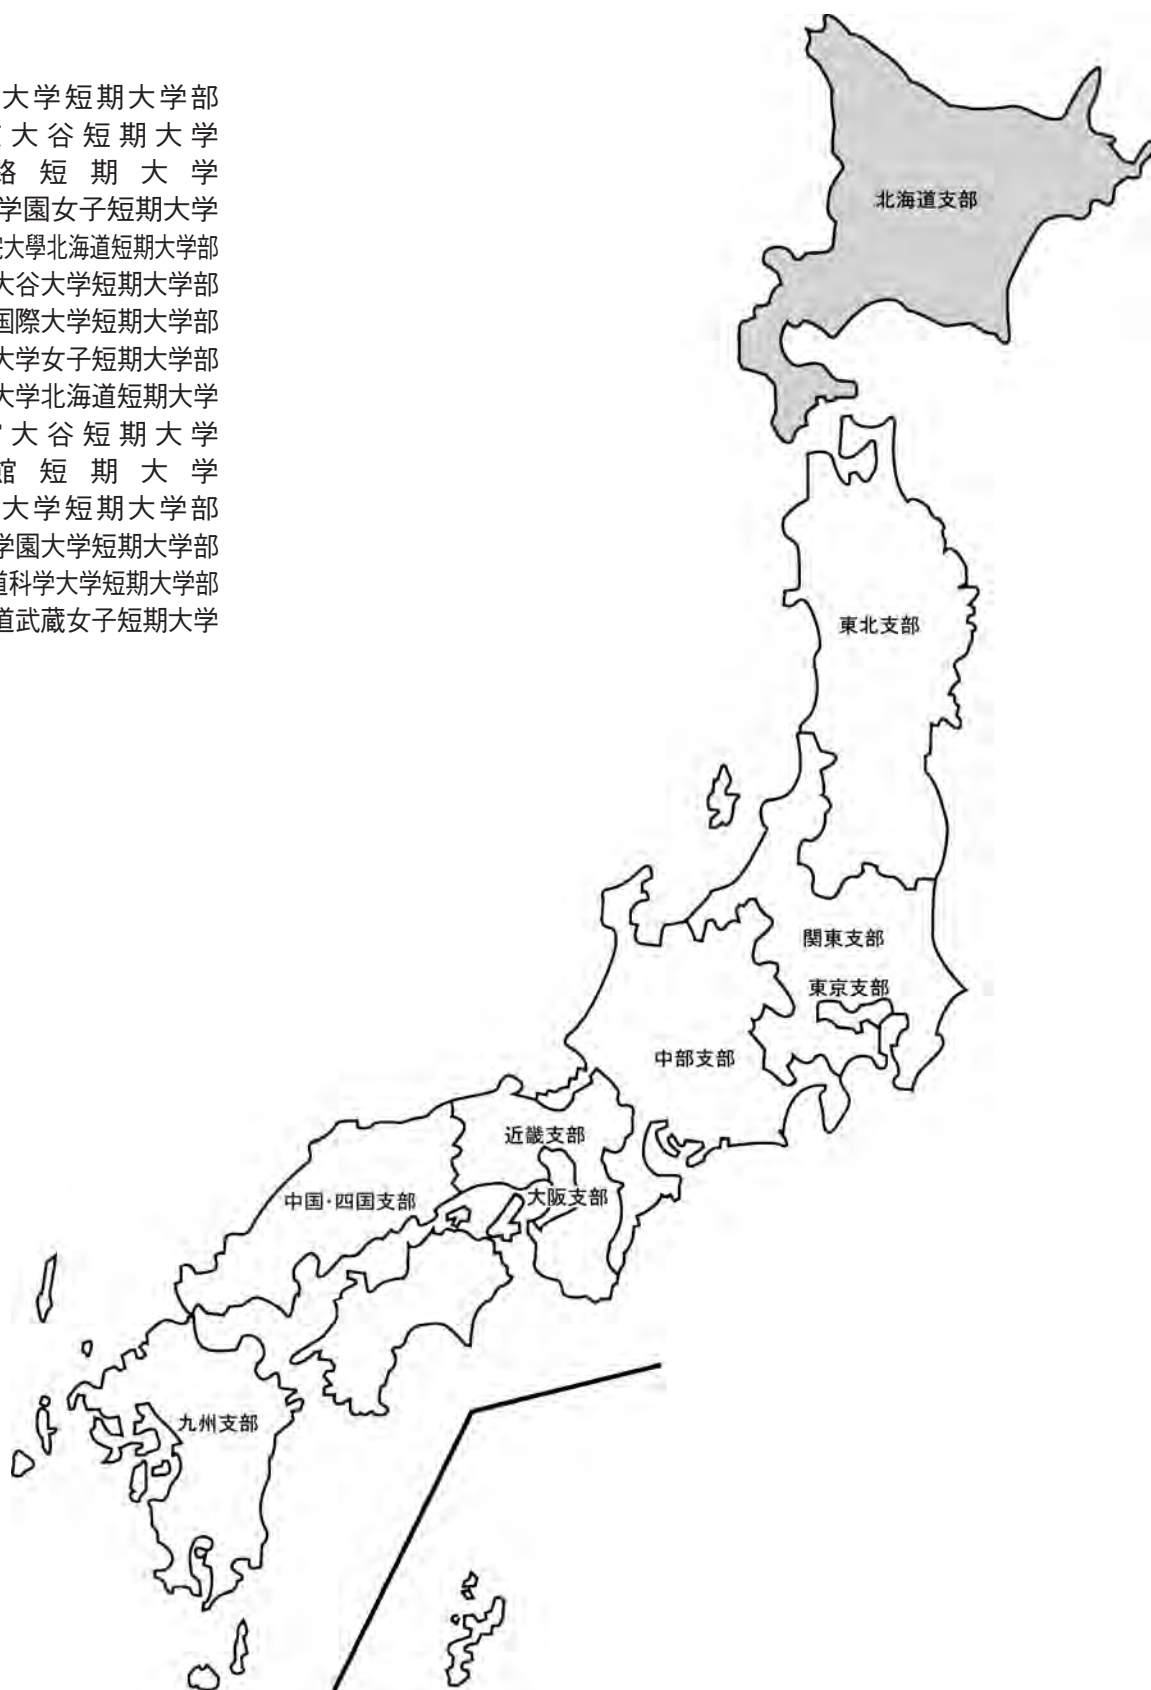 大学短期大学部
大谷短期大学
路短期大学
学園女子短期大学
大學北海道短期大学部
大谷大学短期大学部
国際大学短期大学部
大学女子短期大学部
大学北海道短期大学
大谷短期大学
館短期大学
大学短期大学部
学園大学短期大学部
道科学大学短期大学部
道武蔵女子短期大学
北海道支部
東北支部
関東支部
東京支部
中部支部
近畿支部
大阪支部
中国・四国支部
九州支部